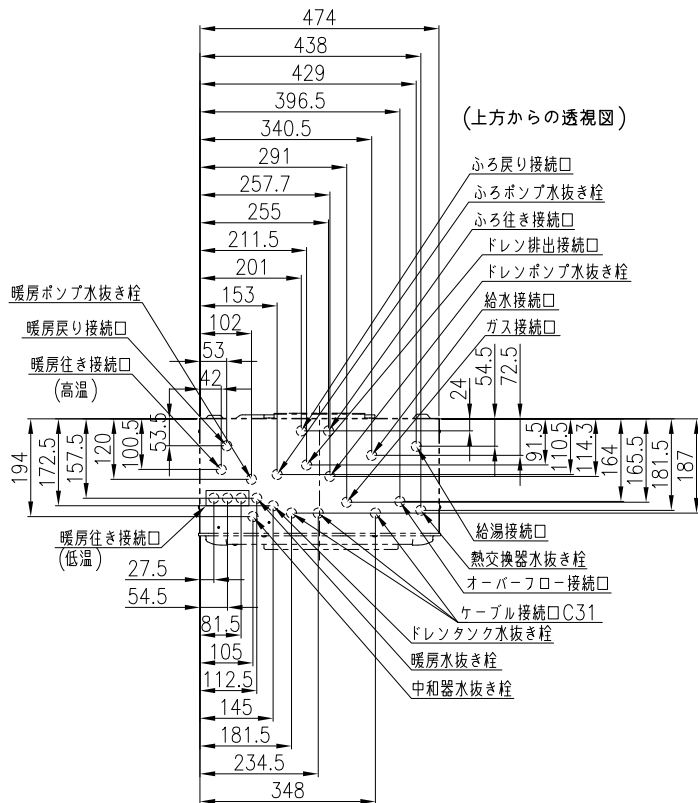 474
438
429
396.5
(上方からの透視図)
340.5
291
ふろ戻り接続口
257.7
ふろポンプ水抜き栓
255
ふろ往き接続口
211.5
ドレン排出接続口
201
ドレンポンプ水抜き栓
暖房ポンプ水抜き栓
153
給水接続口
102
ガス接続口
暖房戻り接続口
53
暖房往き接続口
(高温)
42
24
54.5
72.5
194
172.5
157.5
120
100.5
53.5
91.5
110.5
114.3
164
165.5
181.5
187
暖房往き接続口
(低温)
給湯接続口
熱交換器水抜き栓
27.5
オーバーフロー接続口
54.5
ケーブル接続口C31
81.5
ドレンタンク水抜き栓
105
暖房水抜き栓
112.5
中和器水抜き栓
145
181.5
234.5
348